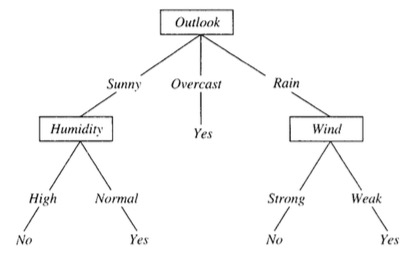 Outlook
Sunny Overcast Rain
Humidity Yes Wind
High Normal Strong Weak
No Yes No Yes